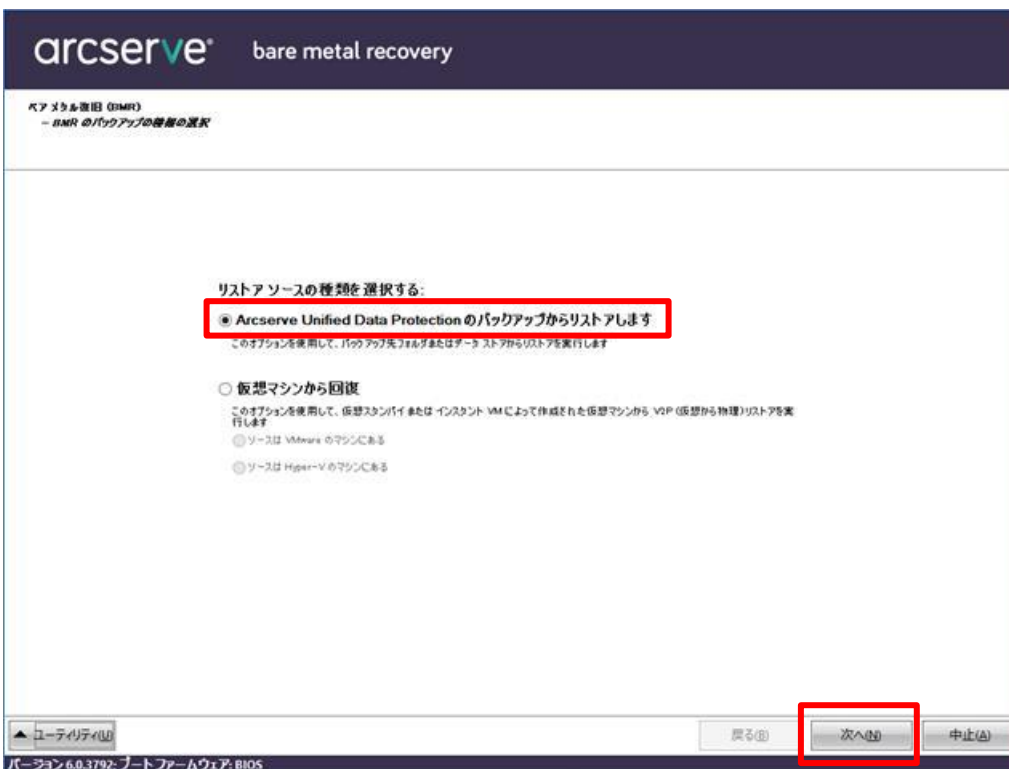 arcserve® bare metal recovery
ベア メタル復旧 (BMR)
- BMR のバックアップの種類の選択
リストア ソースの種類を選択する:
Arcserve Unified Data Protection のバックアップからリストアします
このオプションを使用して、バックアップ先フォルダまたはデータ ストアからリストアを実行します
仮想マシンから回復
このオプションを使用して、仮想スタンバイ または インスタント VM によって作成された仮想マシンから V2P (仮想から物理)リストアを実
行します
ソースは VMware のマシンにある
ソースは Hyper-V のマシンにある
ユーティリティ(U)
戻る(B)
次へ(N)
中止(A)
バージョン 6.0.3792: ブート ファームウェア: BIOS